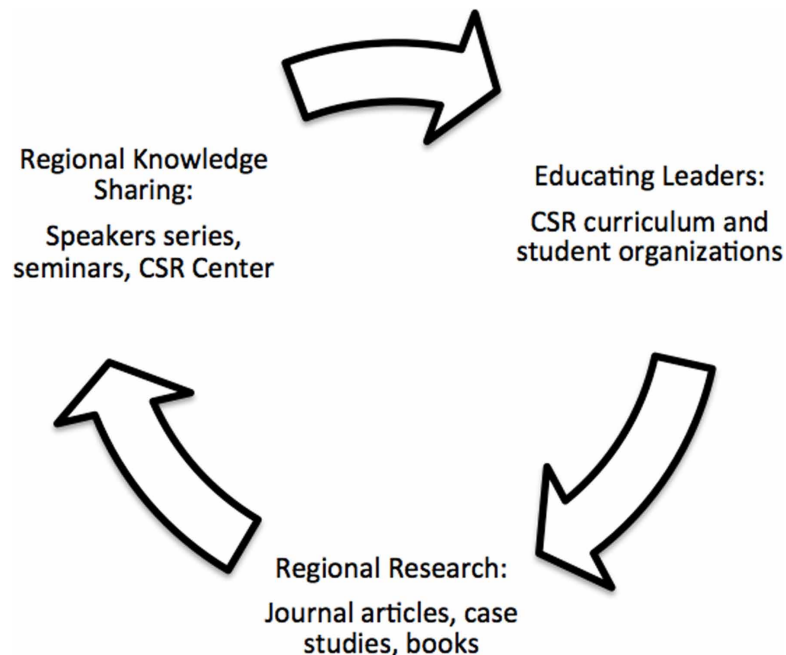 Regional Knowledge
Sharing:
Speakers series,
seminars, CSR Center
Educating Leaders:
CSR curriculum and
student organizations
Regional Research:
Journal articles, case
studies, books